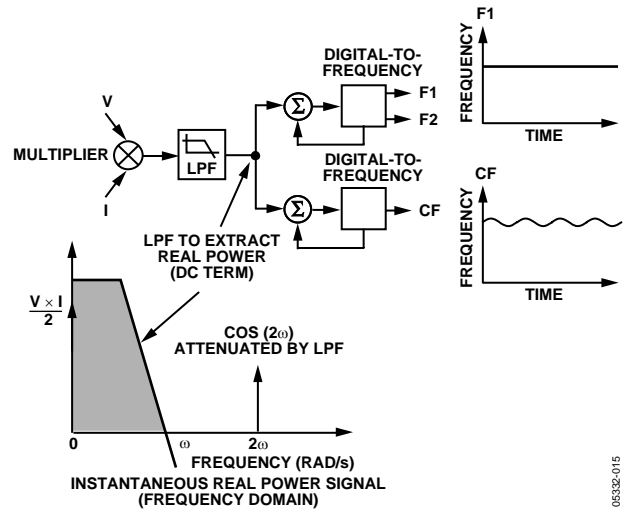 DIGITAL-TO-
FREQUENCY
F1
F2
V
MULTIPLIER
I
LPF
Σ
DIGITAL-TO-
FREQUENCY
Σ
CF
F1
FREQUENCY
TIME
CF
FREQUENCY
TIME
LPF TO EXTRACT
REAL POWER
(DC TERM)
V × I
2
COS (2ω)
ATTENUATED BY LPF
0
ω
2ω
FREQUENCY (RAD/s)
INSTANTANEOUS REAL POWER SIGNAL
(FREQUENCY DOMAIN)
05332-015